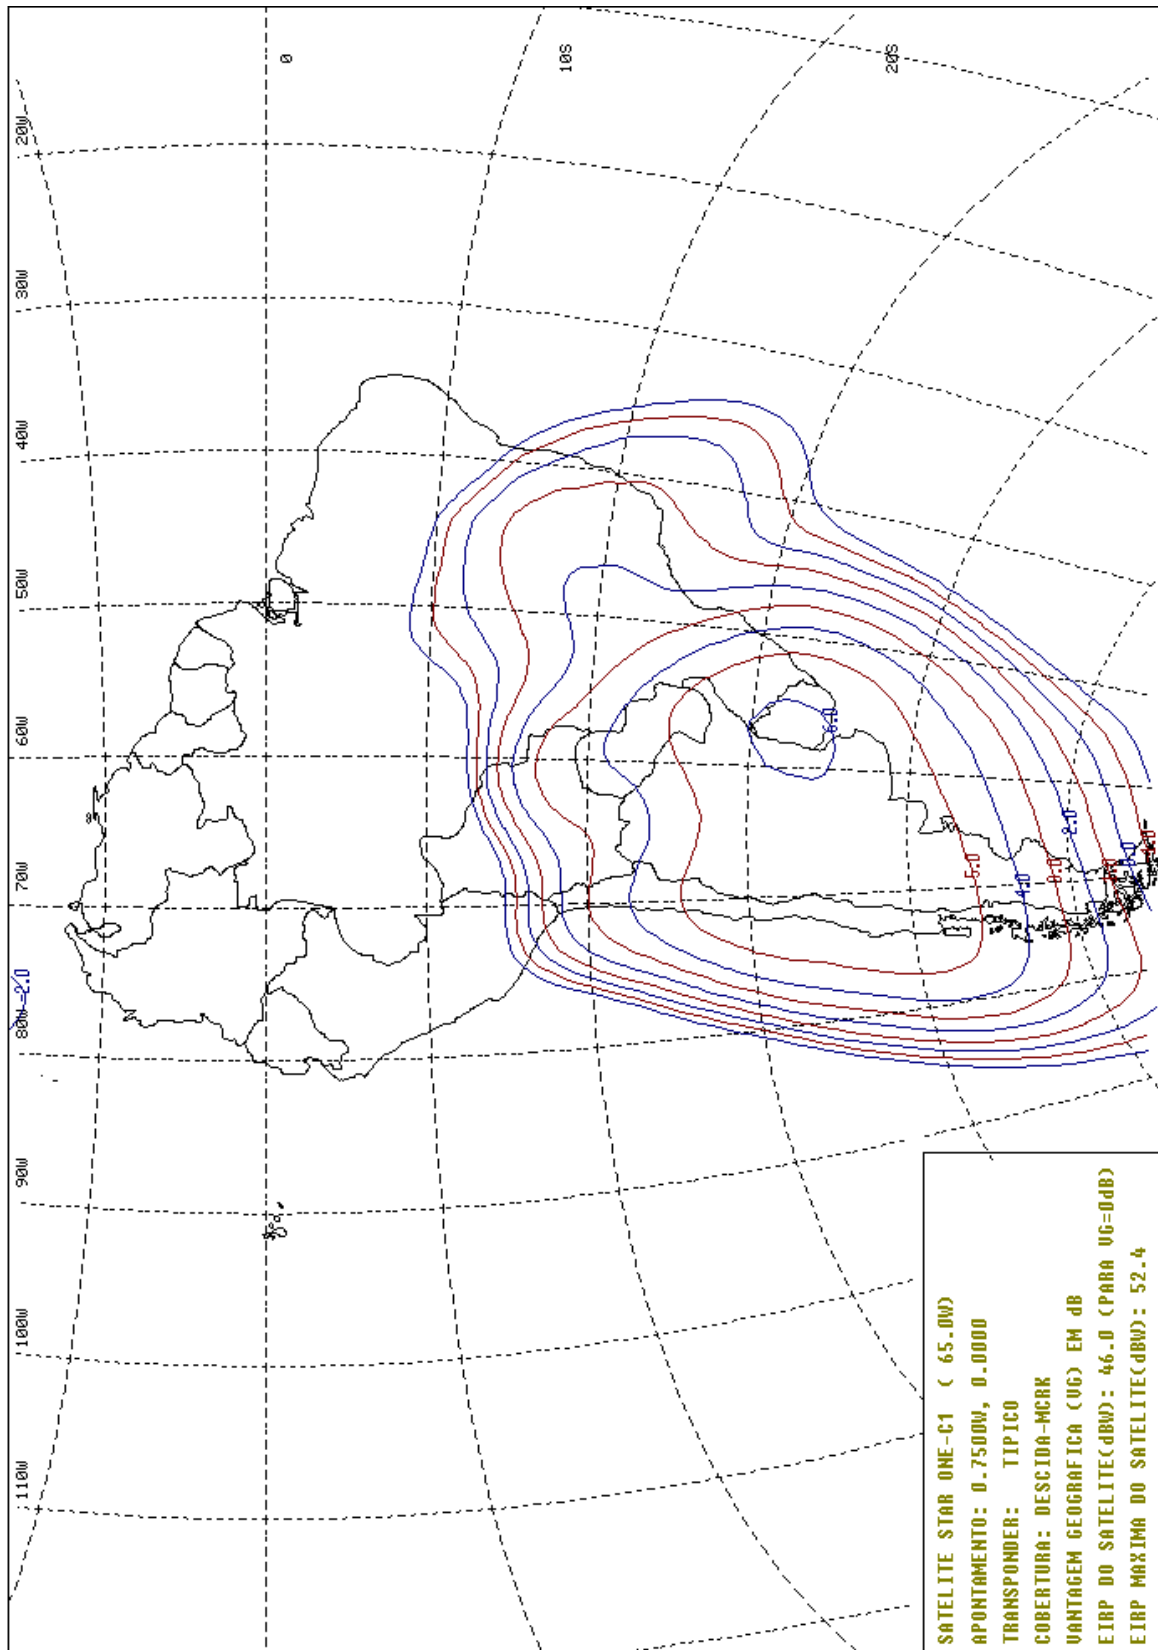 20W
30W
40W
50W
60W
70W
80W
-2.0
90W
100W
110W
0
10S
20S
6.0
5.0
4.0
2.0
SATELITE STAR ONE-C1 ( 65.0W)
APONTAMENTO: 0.7500W, 0.0000
TRANSPONDER: TIPICO
COBERTURA: DESCIDA-MCRK
VANTAGEM GEOGRAFICA (VG) EM dB
EIRP DO SATELITE(dBW): 46.0 (PARA VG=0dB)
EIRP MAXIMA DO SATELITE(dBW): 52.4